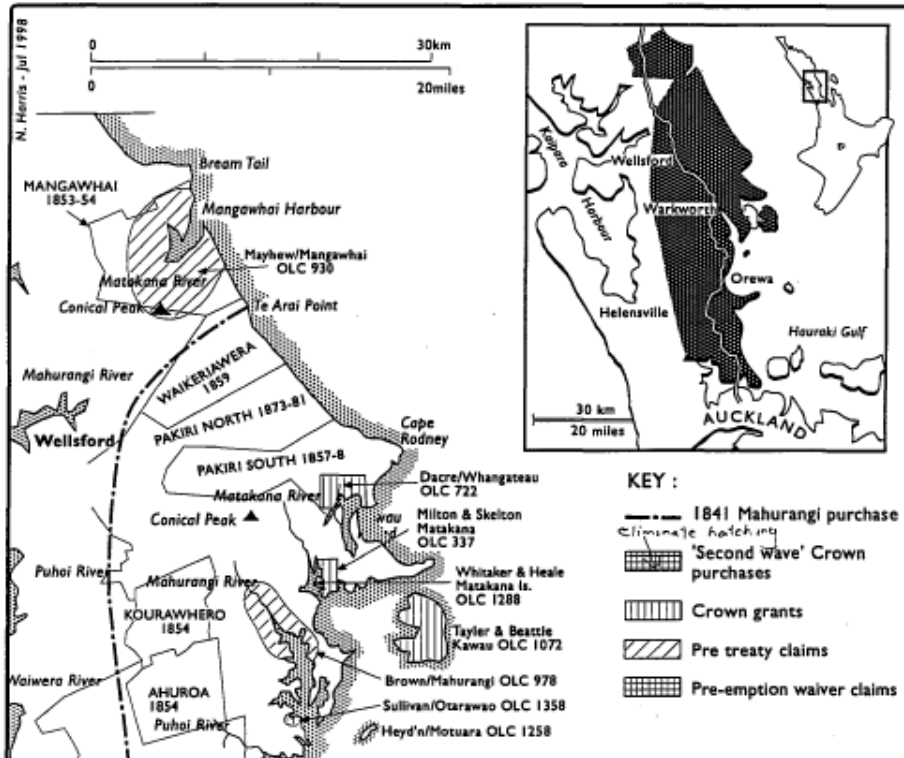 N. Harris - Jul 1998
0
30km
0
20miles
Bream Tail
MANGAWHAI
1853-54
Mangawhai Harbour
Mayhew/Mangawhai
OLC 930
Matakana River
Conical Peak
Te Arai Point
WAIKERIAWERA
1859
Mahurangi River
PAKIRI NORTH 1873-81
Wellsford
Cape
Rodney
PAKIRI SOUTH 1857-8
Matakana River
Dacre/Whangateau
OLC 722
Conical Peak
Milton & Skelton
Matakana
OLC 337
Puhoi River
Mahurangi River
Whitaker & Heale
Matakana Is.
OLC 1288
KOURAWHERO
1854
Tayler & Beattie
Kawau OLC 1072
Waiwera River
Brown/Mahurangi OLC 978
AHUROA
1854
Sullivan/Otarawao OLC 1358
Puhoi River
Heyd'n/Motuara OLC 1258
Kaipara
Harbour
Wellsford
Warkworth
Orewa
Helensville
Hauraki Gulf
30 km
20 miles
AUCKLAND
KEY :
1841 Mahurangi purchase
eliminate hatching
'Second wave' Crown
purchases
Crown grants
Pre treaty claims
Pre-emption waiver claims